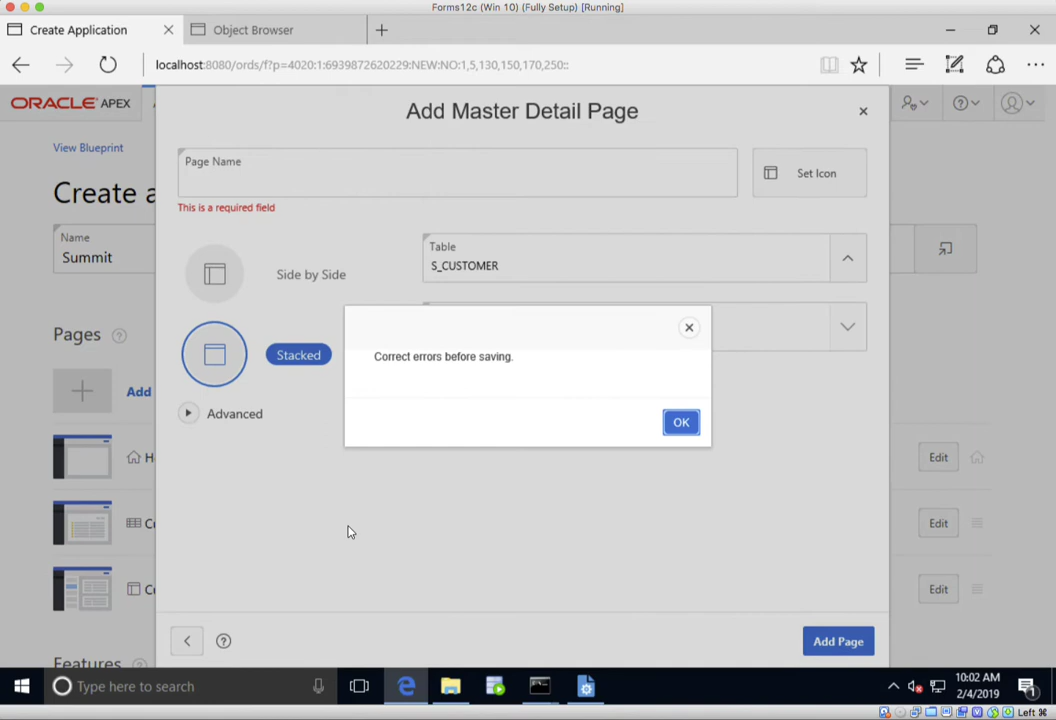 Forms12c (Win 10) (Fully Setup) [Running]
Create Application
Object Browser
localhost:8080/ords/f?p=4020:1:6939872620229:NEW:NO:1,5,130,150,170,250::
ORACLE APEX
Add Master Detail Page
View Blueprint
Create a
Page Name
Set Icon
This is a required field
Name
Summit
Side by Side
Table
S_CUSTOMER
Pages
Correct errors before saving.
Stacked
Add
Advanced
OK
H
Edit
Edit
Edit
Add Page
Features
Type here to search
10:02 AM
2/4/2019
1
Left ⌘